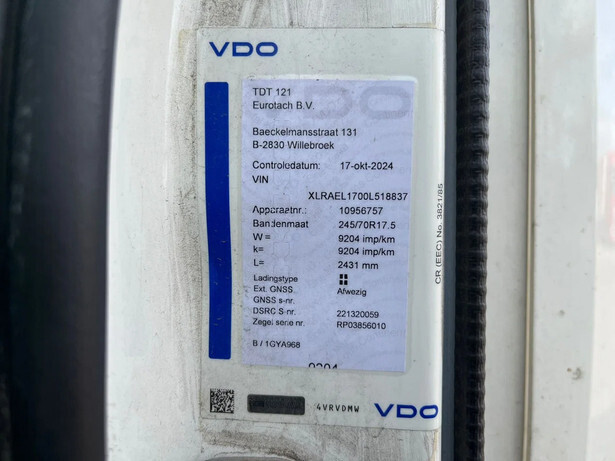 VDO
TDT 121
Eurotach B.V.
Baeckelmansstraat 131
B-2830 Willebroek
Controledatum: 17-okt-2024
VIN
XLRAEL1700L518837
Apparaatnr.: 10956757
Bandenmaat 245/70R17.5
W = 9204 imp/km
k= 9204 imp/km
L= 2431 mm
Ladingstype
Ext. GNSS. Afwezig
GNSS s-nr.
DSRC S-nr. 221320059
Zegel serie nr. RP03856010
B / 1GYA968
CR (EEC) No. 3821/85
4VRVDMW
VDO